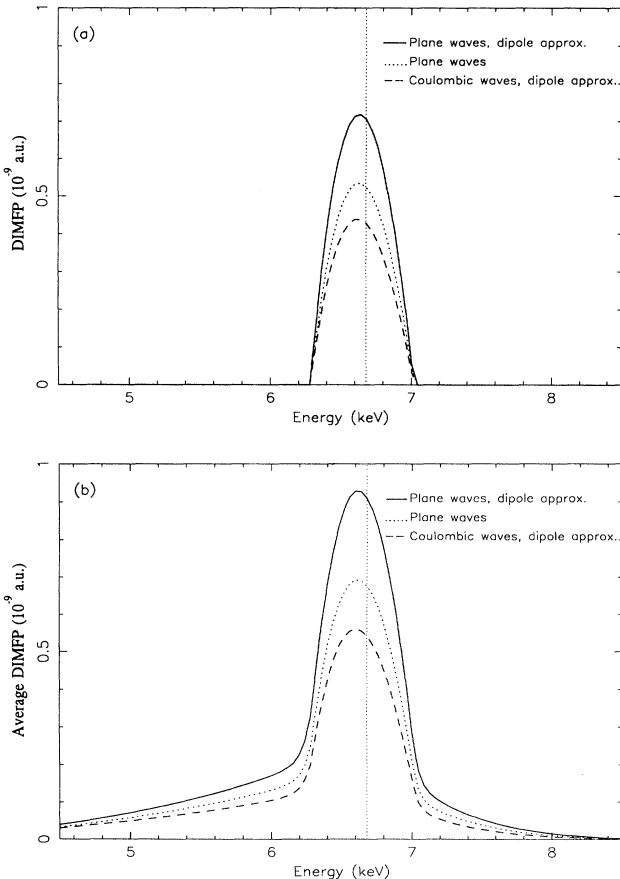 (a)
Plane waves, dipole approx.
Plane waves
Coulombic waves, dipole approx..
DIMFP (10⁻⁹ a.u.)
1
0.5
0
5
6
7
8
Energy (keV)
(b)
Plane waves, dipole approx.
Plane waves
Coulombic waves, dipole approx..
Average DIMFP (10⁻⁹ a.u.)
1
0.5
0
5
6
7
8
Energy (keV)